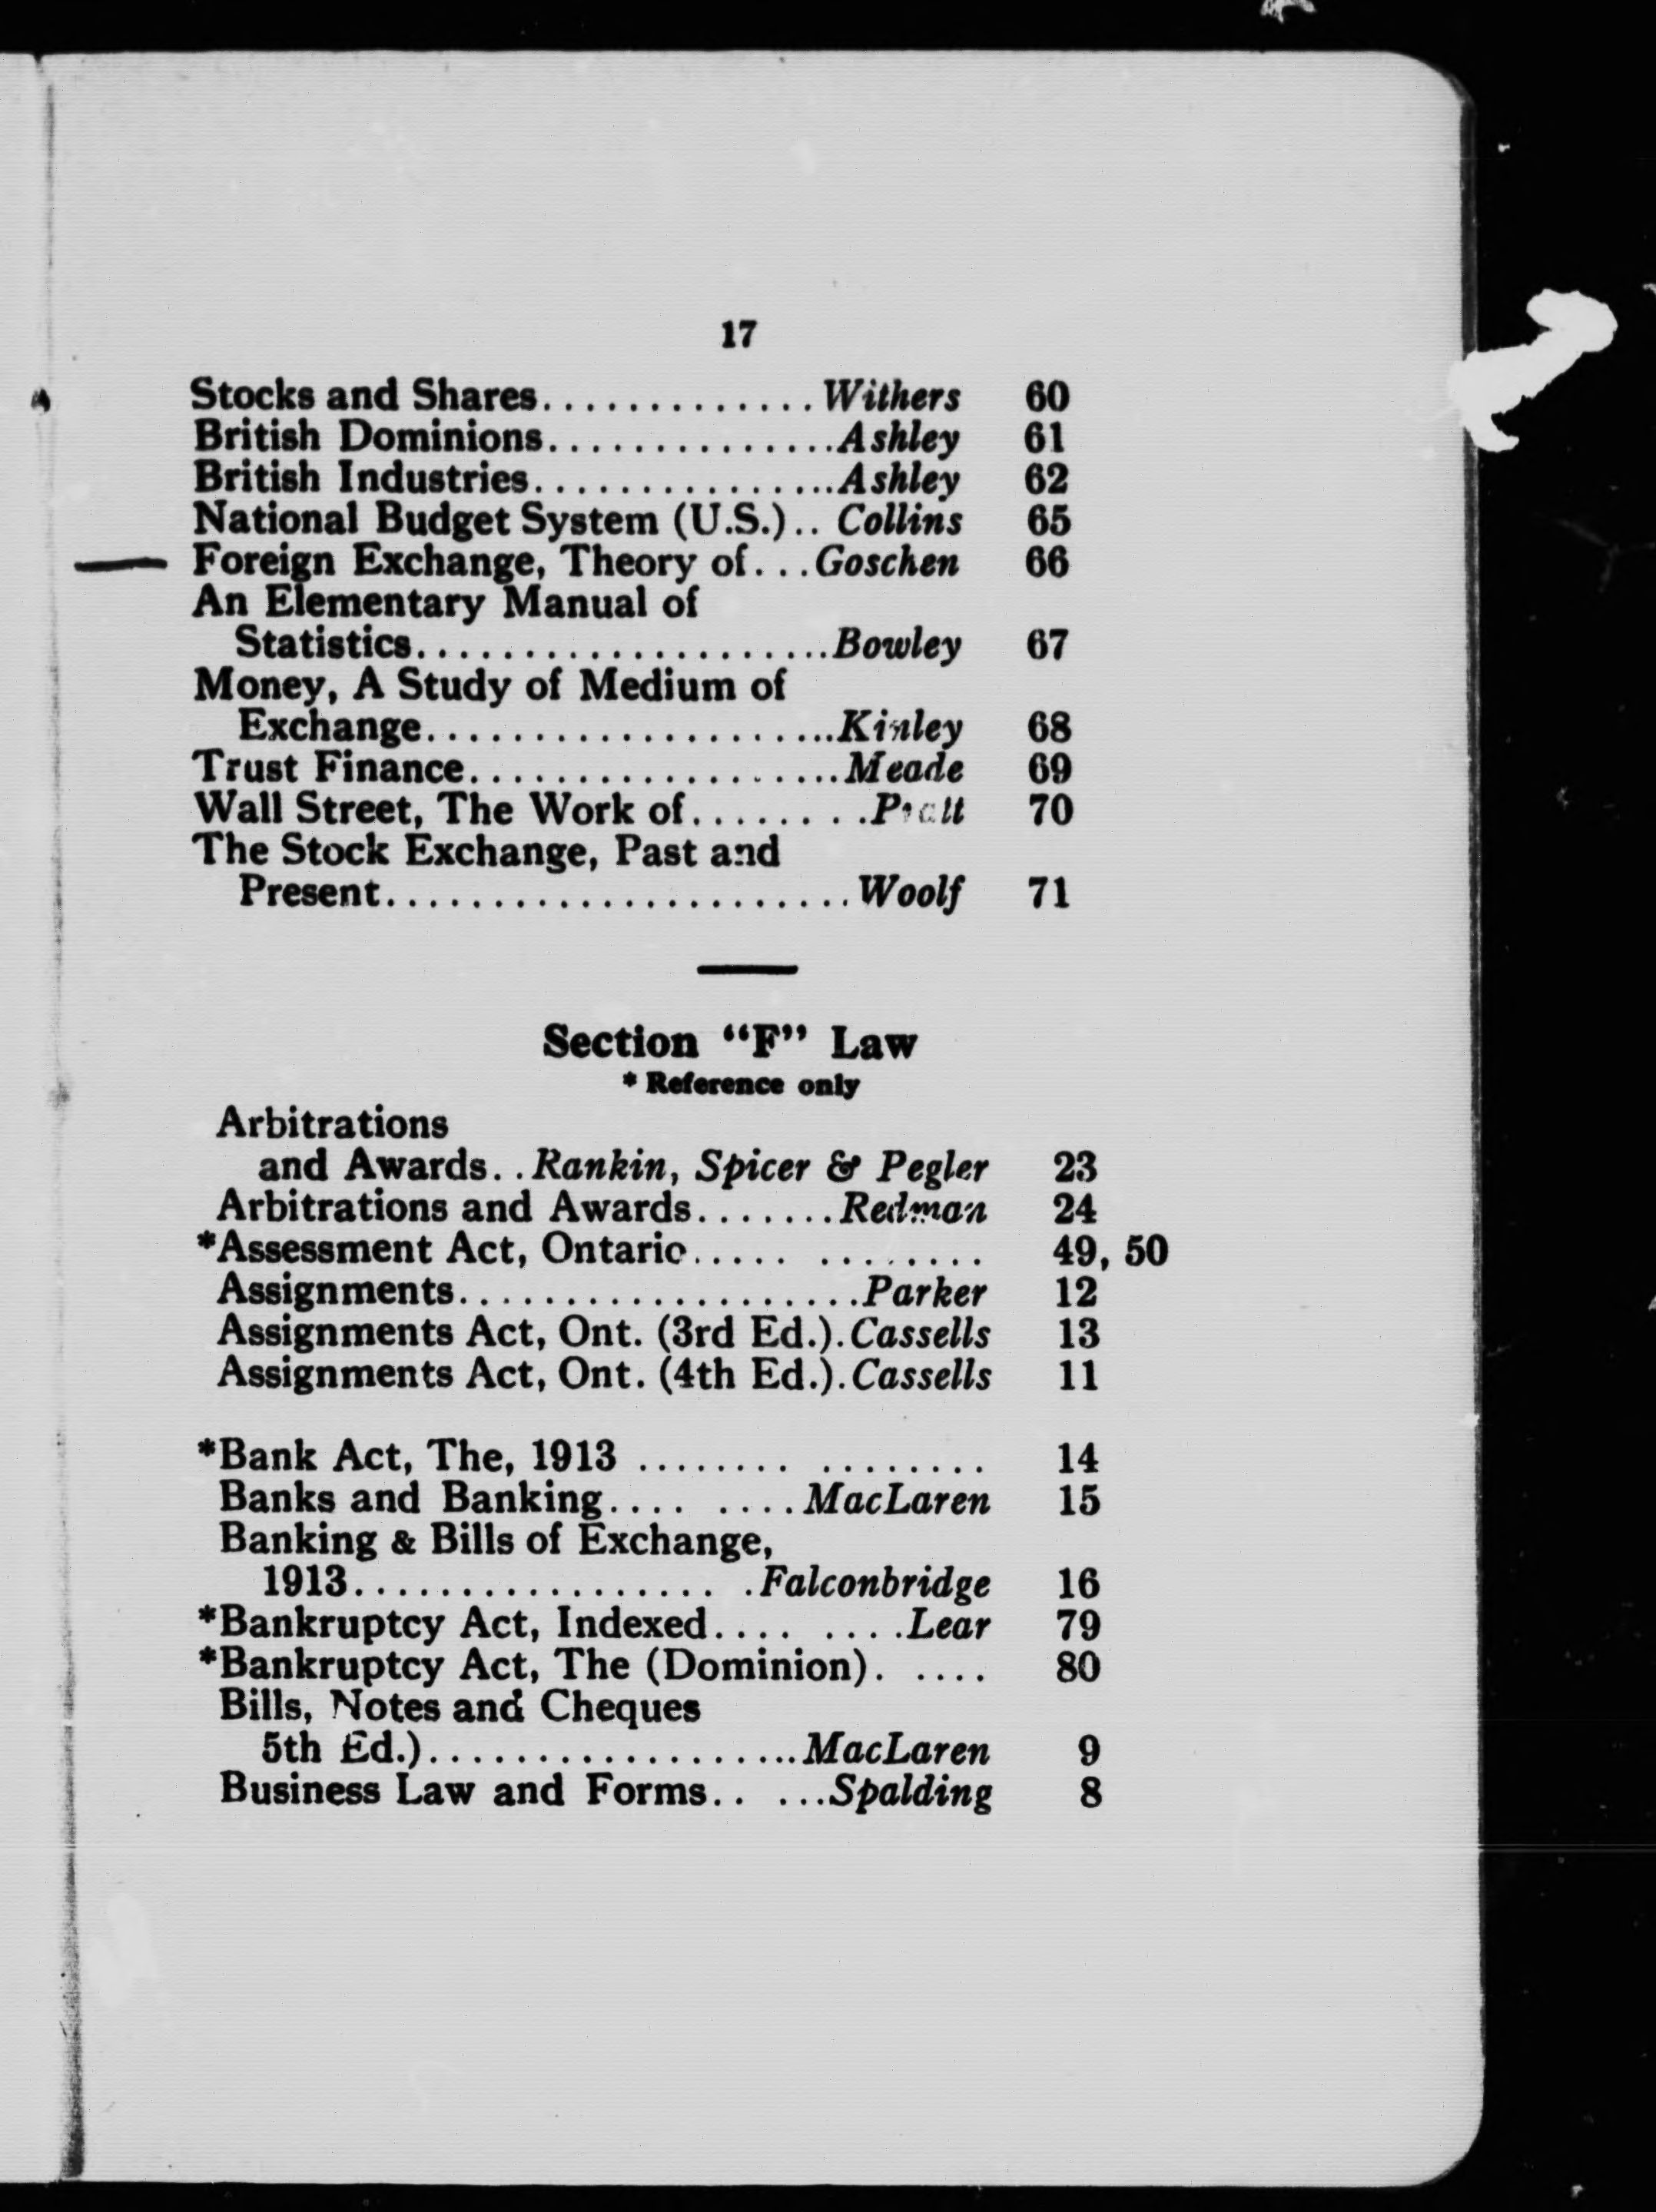 17
Stocks and Shares.............Withers 60
British Dominions..............Ashley 61
British Industries...............Ashley 62
National Budget System (U.S.).. Collins 65
Foreign Exchange, Theory of...Goschen 66
An Elementary Manual of
Statistics....................Bowley 67
Money, A Study of Medium of
Exchange....................Kinley 68
Trust Finance..................Meade 69
Wall Street, The Work of.........Pratt 70
The Stock Exchange, Past and
Present......................Woolf 71
Section "F" Law
* Reference only
Arbitrations
and Awards..Rankin, Spicer & Pegler 23
Arbitrations and Awards.......Redman 24
*Assessment Act, Ontario..... ........ 49, 50
Assignments...................Parker 12
Assignments Act, Ont. (3rd Ed.).Cassells 13
Assignments Act, Ont. (4th Ed.).Cassells 11
*Bank Act, The, 1913 ........ ........ 14
Banks and Banking.... ....MacLaren 15
Banking & Bills of Exchange,
1913................. .Falconbridge 16
*Bankruptcy Act, Indexed.... ....Lear 79
*Bankruptcy Act, The (Dominion). .... 80
Bills, Notes and Cheques
5th Ed.)..................MacLaren 9
Business Law and Forms.. ...Spalding 8